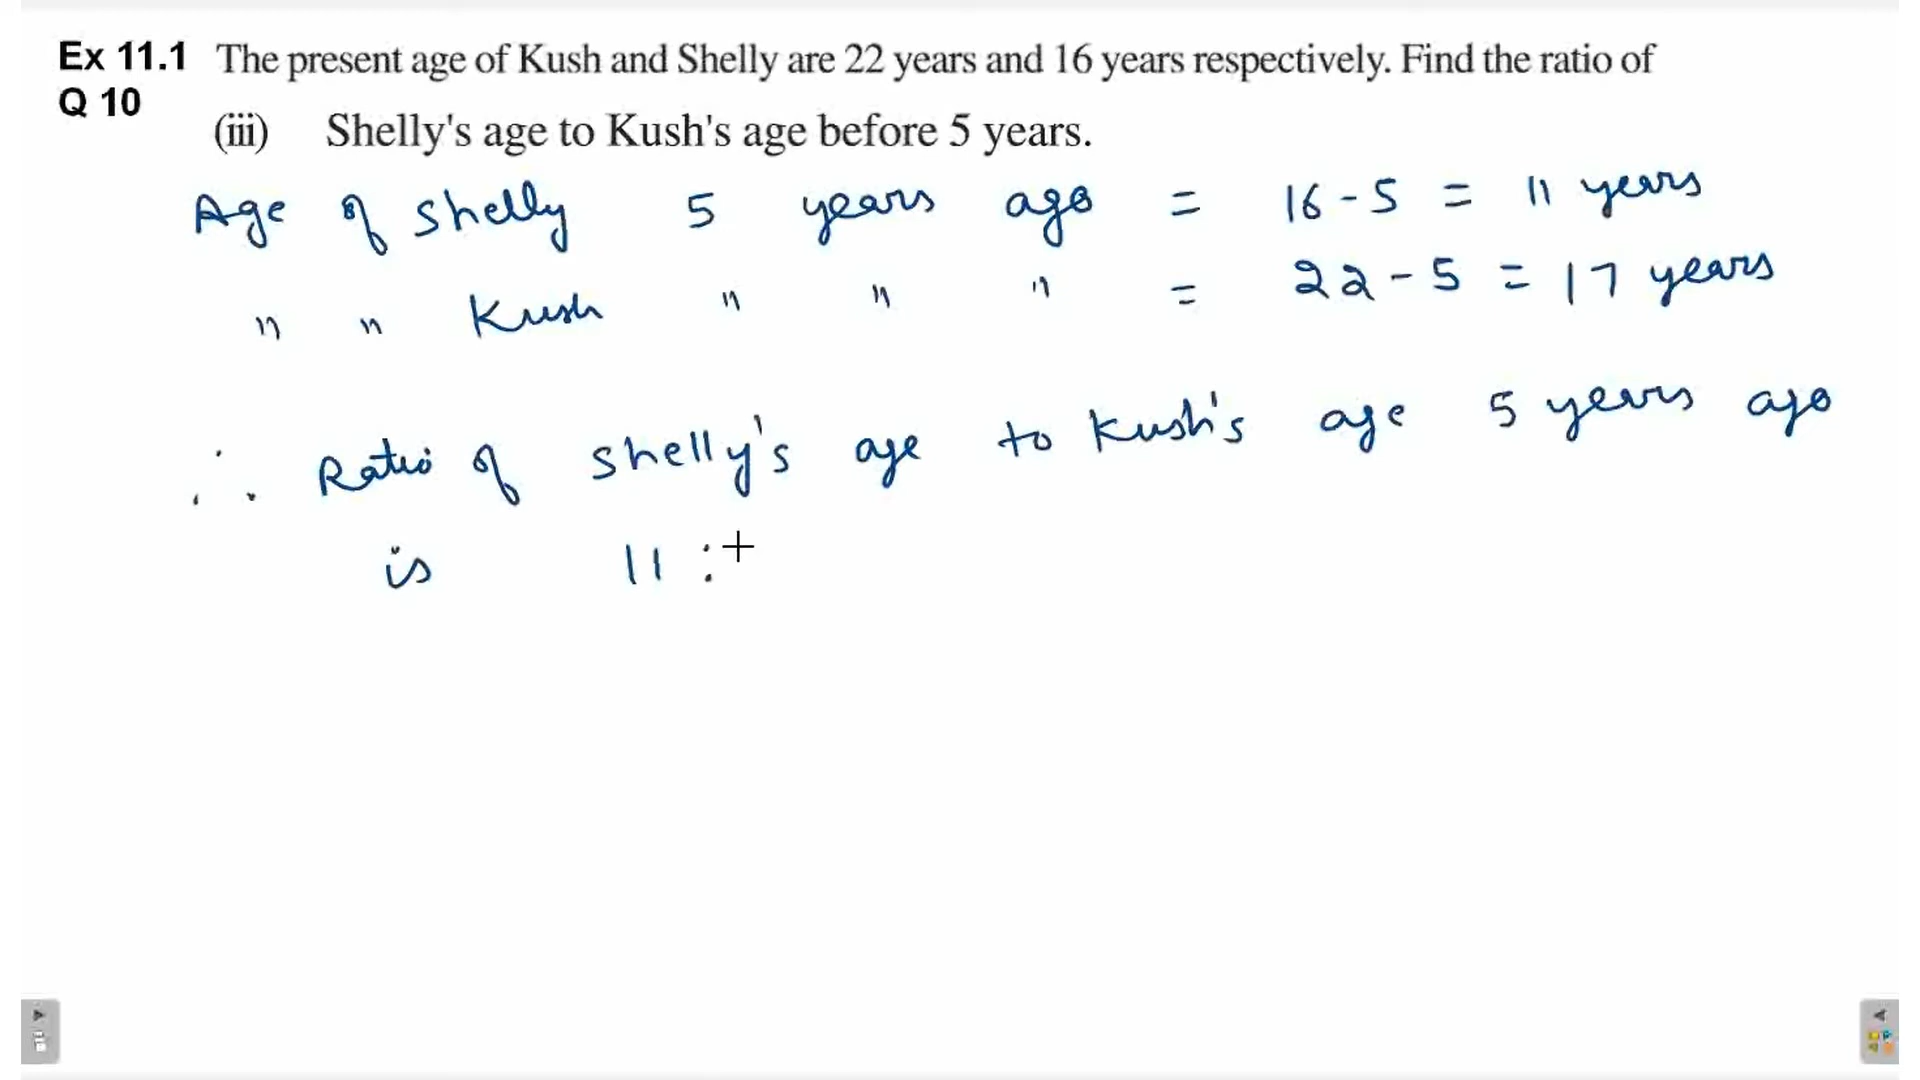 Ex 11.1 The present age of Kush and Shelly are 22 years and 16 years respectively. Find the ratio of
Q 10
(iii) Shelly's age to Kush's age before 5 years.
Age of Shelly 5 years ago = 16 - 5 = 11 years
" " Kush " " " = 22 - 5 = 17 years
∴ Ratio of Shelly's age to Kush's age 5 years ago
is 11 :